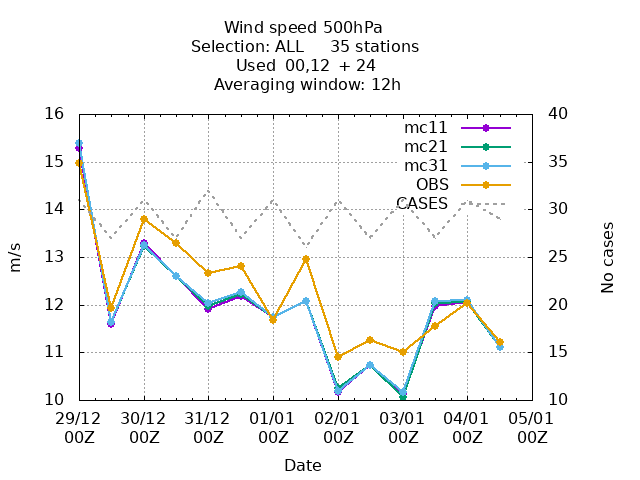 Wind speed 500hPa
Selection: ALL     35 stations
Used  00,12  + 24
Averaging window: 12h
16 40
mc11
mc21
15 35
mc31
OBS
CASES
14 30
13 25
m/s
No cases
12 20
11 15
10 10
29/12 30/12 31/12 01/01 02/01 03/01 04/01 05/01
00Z 00Z 00Z 00Z 00Z 00Z 00Z 00Z
Date